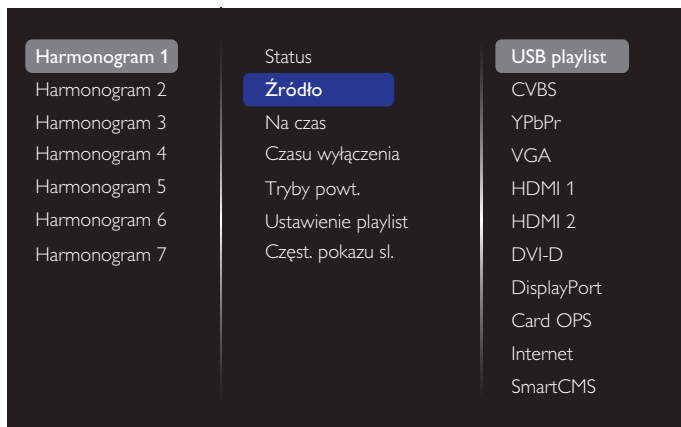 Harmonogram 1
Harmonogram 2
Harmonogram 3
Harmonogram 4
Harmonogram 5
Harmonogram 6
Harmonogram 7
Status
Źródło
Na czas
Czasu wyłączenia
Tryby powt.
Ustawienie playlist
Częst. pokazu sl.
USB playlist
CVBS
YPbPr
VGA
HDMI 1
HDMI 2
DVI-D
DisplayPort
Card OPS
Internet
SmartCMS